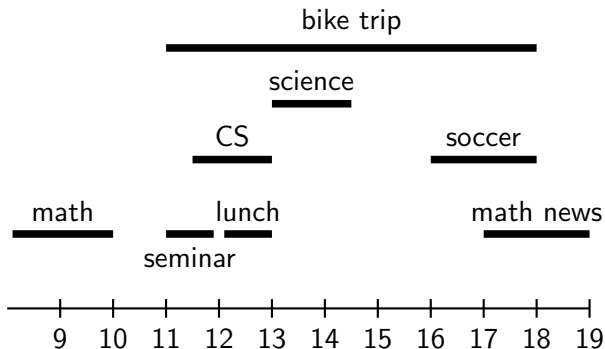 bike trip
science
CS soccer
math lunch math news
seminar
9 10 11 12 13 14 15 16 17 18 19